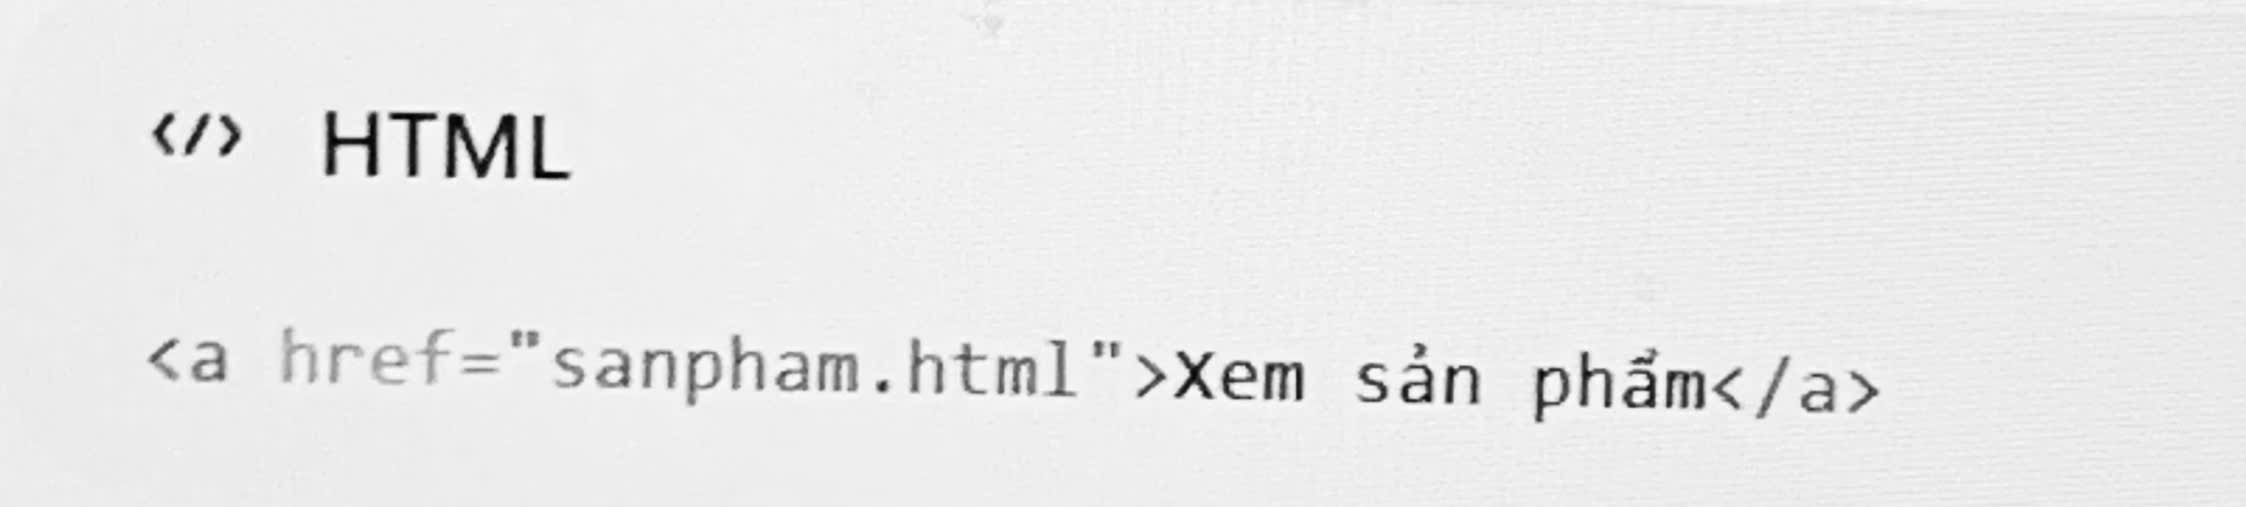 </> HTML
<a href="sanpham.html">Xem sản phẩm</a>